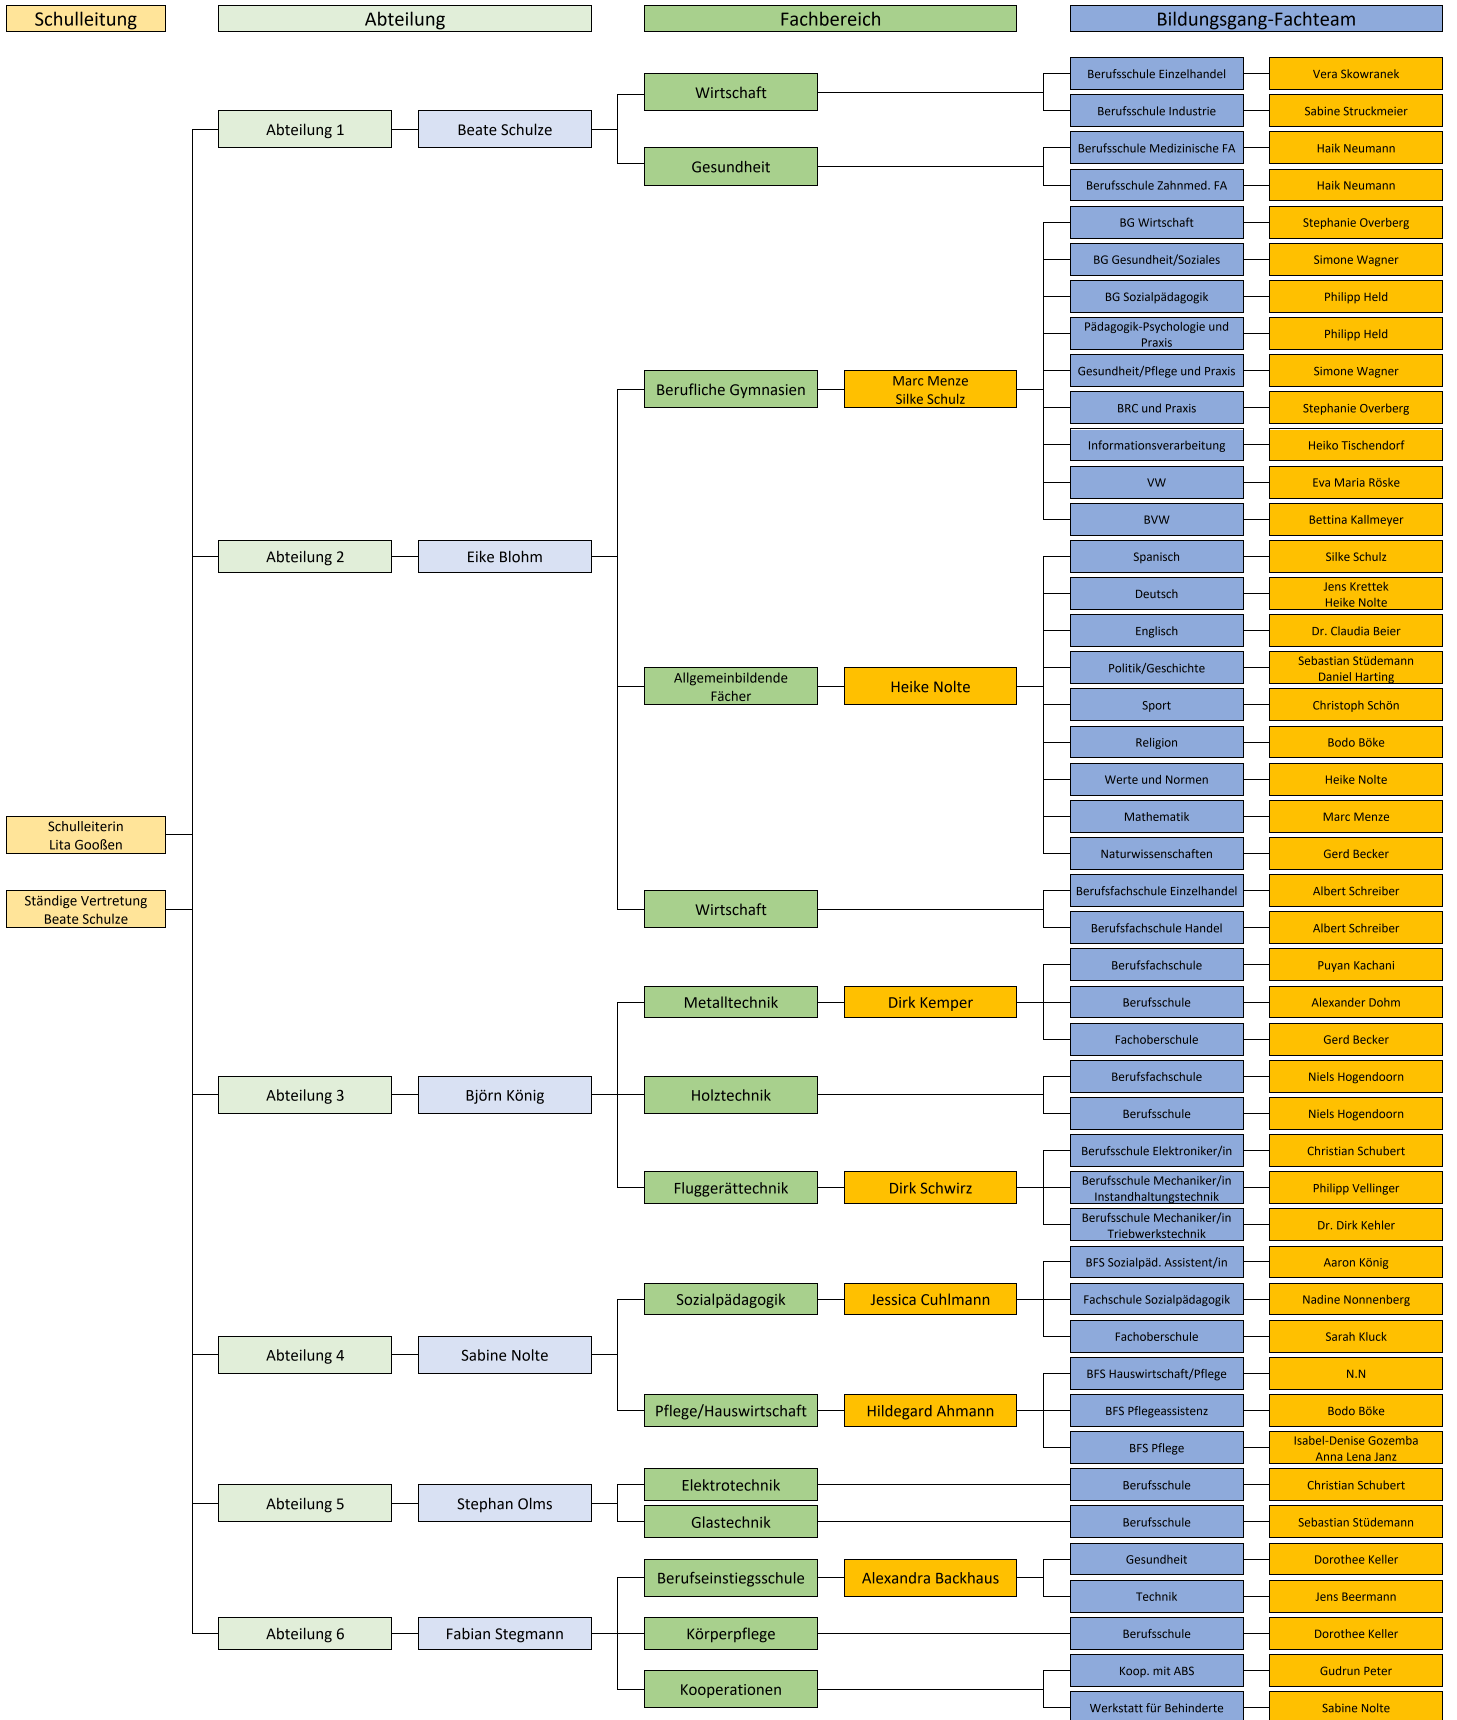 Schulleitung
Abteilung
Fachbereich
Bildungsgang-Fachteam
Schulleiterin
Lita Gooßen
Ständige Vertretung
Beate Schulze
Abteilung 1
Beate Schulze
Wirtschaft
Berufsschule Einzelhandel
Vera Skowranek
Berufsschule Industrie
Sabine Struckmeier
Gesundheit
Berufsschule Medizinische FA
Haik Neumann
Berufsschule Zahnmed. FA
Haik Neumann
Abteilung 2
Eike Blohm
Berufliche Gymnasien
Marc Menze
Silke Schulz
BG Wirtschaft
Stephanie Overberg
BG Gesundheit/Soziales
Simone Wagner
BG Sozialpädagogik
Philipp Held
Pädagogik-Psychologie und
Praxis
Philipp Held
Gesundheit/Pflege und Praxis
Simone Wagner
BRC und Praxis
Stephanie Overberg
Informationsverarbeitung
Heiko Tischendorf
VW
Eva Maria Röske
BVW
Bettina Kallmeyer
Allgemeinbildende
Fächer
Heike Nolte
Spanisch
Silke Schulz
Deutsch
Jens Krettek
Heike Nolte
Englisch
Dr. Claudia Beier
Politik/Geschichte
Sebastian Stüdemann
Daniel Harting
Sport
Christoph Schön
Religion
Bodo Böke
Werte und Normen
Heike Nolte
Mathematik
Marc Menze
Naturwissenschaften
Gerd Becker
Wirtschaft
Berufsfachschule Einzelhandel
Albert Schreiber
Berufsfachschule Handel
Albert Schreiber
Abteilung 3
Björn König
Metalltechnik
Dirk Kemper
Berufsfachschule
Puyan Kachani
Berufsschule
Alexander Dohm
Fachoberschule
Gerd Becker
Holztechnik
Berufsfachschule
Niels Hogendoorn
Berufsschule
Niels Hogendoorn
Fluggerättechnik
Dirk Schwirz
Berufsschule Elektroniker/in
Christian Schubert
Berufsschule Mechaniker/in
Instandhaltungstechnik
Philipp Vellinger
Berufsschule Mechaniker/in
Triebwerkstechnik
Dr. Dirk Kehler
Abteilung 4
Sabine Nolte
Sozialpädagogik
Jessica Cuhlmann
BFS Sozialpäd. Assistent/in
Aaron König
Fachschule Sozialpädagogik
Nadine Nonnenberg
Fachoberschule
Sarah Kluck
Pflege/Hauswirtschaft
Hildegard Ahmann
BFS Hauswirtschaft/Pflege
N.N
BFS Pflegeassistenz
Bodo Böke
BFS Pflege
Isabel-Denise Gozemba
Anna Lena Janz
Abteilung 5
Stephan Olms
Elektrotechnik
Berufsschule
Christian Schubert
Glastechnik
Berufsschule
Sebastian Stüdemann
Abteilung 6
Fabian Stegmann
Berufseinstiegsschule
Alexandra Backhaus
Gesundheit
Dorothee Keller
Technik
Jens Beermann
Körperpflege
Berufsschule
Dorothee Keller
Kooperationen
Koop. mit ABS
Gudrun Peter
Werkstatt für Behinderte
Sabine Nolte